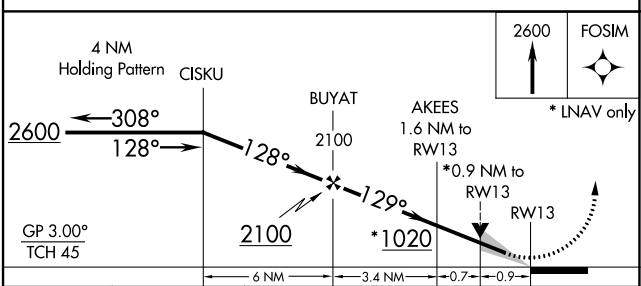 4 NM
Holding Pattern
CISKU
2600
FOSIM
* LNAV only
BUYAT
2100
AKEES
1.6 NM to
RW13
*0.9 NM to
RW13
RW13
2600
308°
128°
128°
129°
2100
*1020
GP 3.00°
TCH 45
6 NM
3.4 NM
0.7
0.9